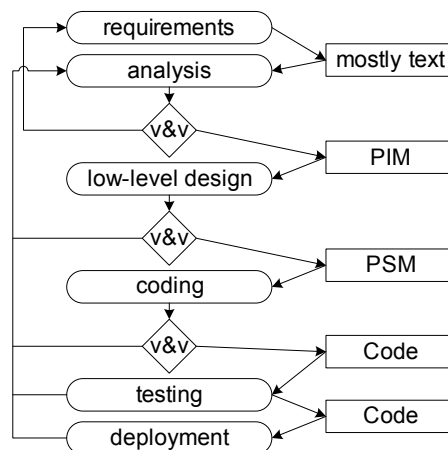 requirements
mostly text
analysis
v&v
PIM
low-level design
v&v
PSM
coding
v&v
Code
testing
Code
deployment